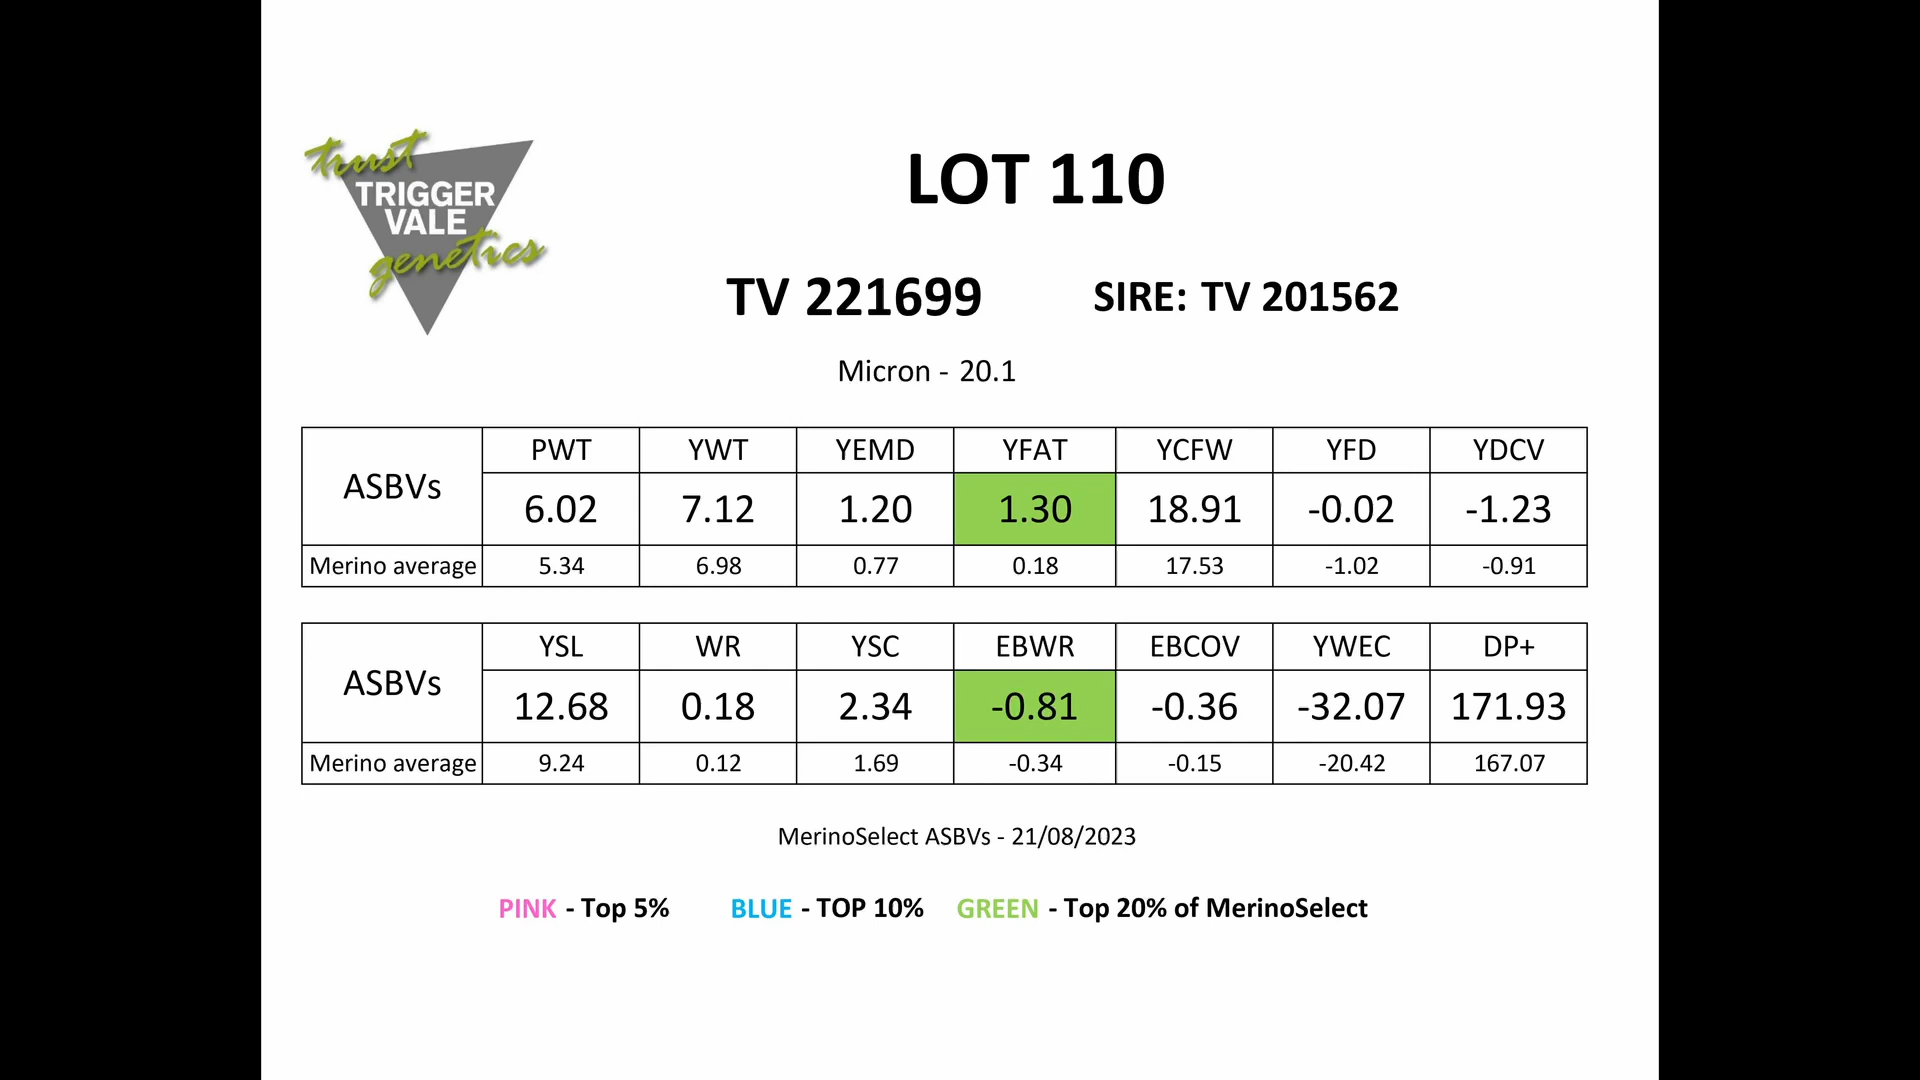 trust
TRIGGER
VALE
genetics
LOT 110
TV 221699 SIRE: TV 201562
Micron - 20.1
ASBVs PWT YWT YEMD YFAT YCFW YFD YDCV
6.02 7.12 1.20 1.30 18.91 -0.02 -1.23
Merino average 5.34 6.98 0.77 0.18 17.53 -1.02 -0.91
ASBVs YSL WR YSC EBWR EBCOV YWEC DP+
12.68 0.18 2.34 -0.81 -0.36 -32.07 171.93
Merino average 9.24 0.12 1.69 -0.34 -0.15 -20.42 167.07
MerinoSelect ASBVs - 21/08/2023
PINK - Top 5% BLUE - TOP 10% GREEN - Top 20% of MerinoSelect